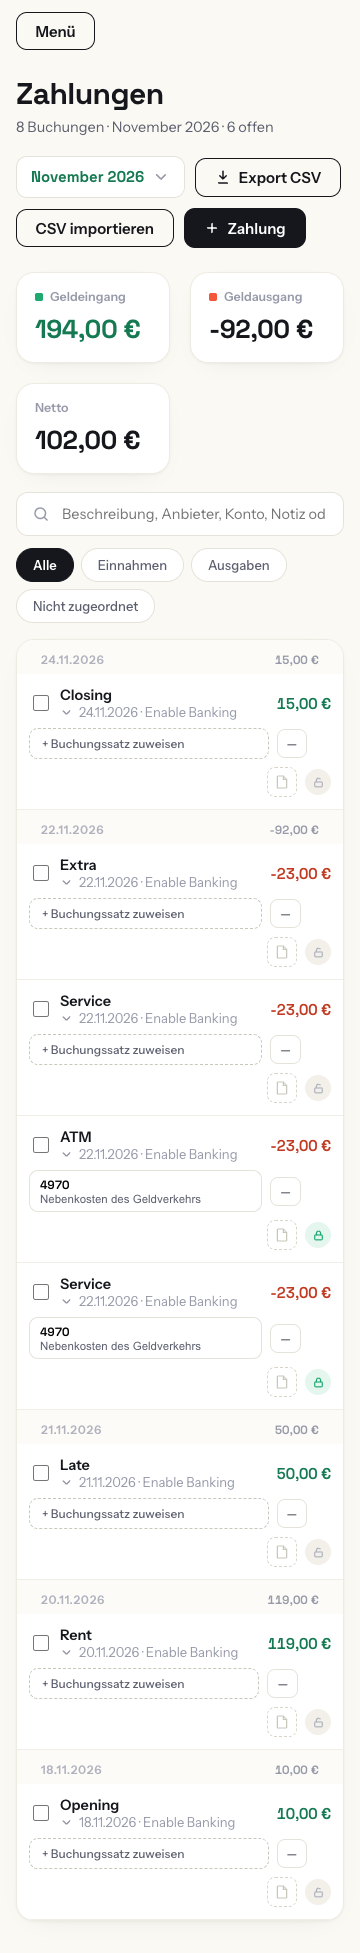 Menü
Zahlungen
8 Buchungen · November 2026 · 6 offen
November 2026
Export CSV
CSV importieren
+ Zahlung
Geldeingang
194,00 €
Geldausgang
-92,00 €
Netto
102,00 €
Beschreibung, Anbieter, Konto, Notiz od
Alle
Einnahmen
Ausgaben
Nicht zugeordnet
24.11.2026
15,00 €
Closing
15,00 €
24.11.2026 · Enable Banking
+ Buchungssatz zuweisen
–
22.11.2026
-92,00 €
Extra
-23,00 €
22.11.2026 · Enable Banking
+ Buchungssatz zuweisen
–
Service
-23,00 €
22.11.2026 · Enable Banking
+ Buchungssatz zuweisen
–
ATM
-23,00 €
22.11.2026 · Enable Banking
4970
Nebenkosten des Geldverkehrs
–
Service
-23,00 €
22.11.2026 · Enable Banking
4970
Nebenkosten des Geldverkehrs
–
21.11.2026
50,00 €
Late
50,00 €
21.11.2026 · Enable Banking
+ Buchungssatz zuweisen
–
20.11.2026
119,00 €
Rent
119,00 €
20.11.2026 · Enable Banking
+ Buchungssatz zuweisen
–
18.11.2026
10,00 €
Opening
10,00 €
18.11.2026 · Enable Banking
+ Buchungssatz zuweisen
–